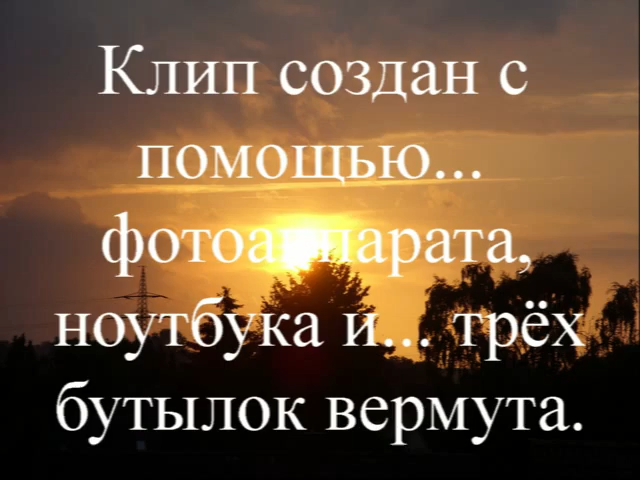 Клип создан с
помощью...
фотоаппарата,
ноутбука и... трёх
бутылок вермута.